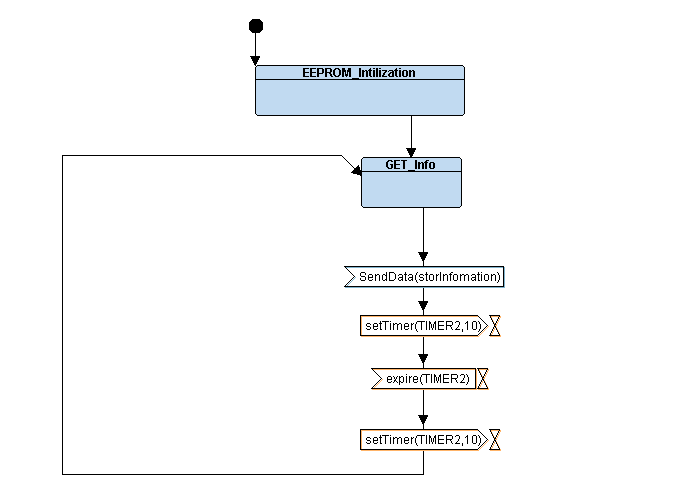 EEPROM_Intilization
GET_Info
SendData(storInfomation)
setTimer(TIMER2,10)
expire(TIMER2)
setTimer(TIMER2,10)